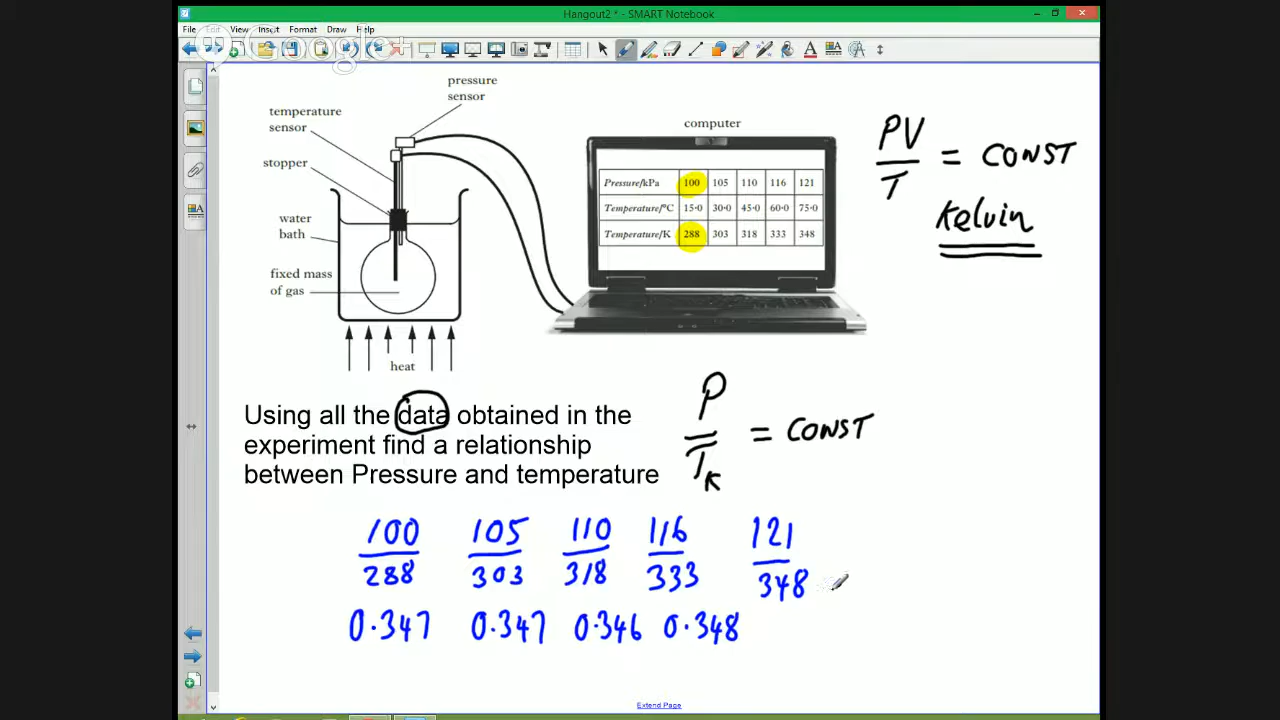 Hangout2 * - SMART Notebook
File Edit View Insert Format Draw Help
Google+
pressure
sensor
temperature
sensor
computer
stopper
Pressure/kPa 100 105 110 116 121
Temperature/°C 15·0 30·0 45·0 60·0 75·0
Temperature/K 288 303 318 333 348
water
bath
fixed mass
of gas
heat
PV/T = CONST
Kelvin
Using all the data obtained in the
experiment find a relationship
between Pressure and temperature
P/TK = CONST
100 105 110 116 121
288 303 318 333 348
0.347 0.347 0.346 0.348
Extend Page